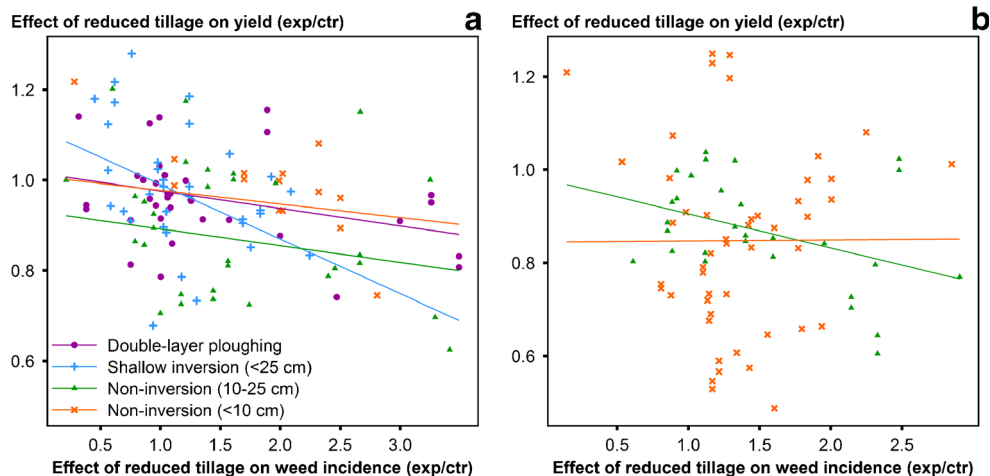 Effect of reduced tillage on yield (exp/ctr)
a
1.2
1.0
0.8
0.6
Double-layer ploughing
Shallow inversion (<25 cm)
Non-inversion (10-25 cm)
Non-inversion (<10 cm)
0.5 1.0 1.5 2.0 2.5 3.0
Effect of reduced tillage on weed incidence (exp/ctr)
Effect of reduced tillage on yield (exp/ctr)
b
1.2
1.0
0.8
0.6
0.5 1.0 1.5 2.0 2.5
Effect of reduced tillage on weed incidence (exp/ctr)